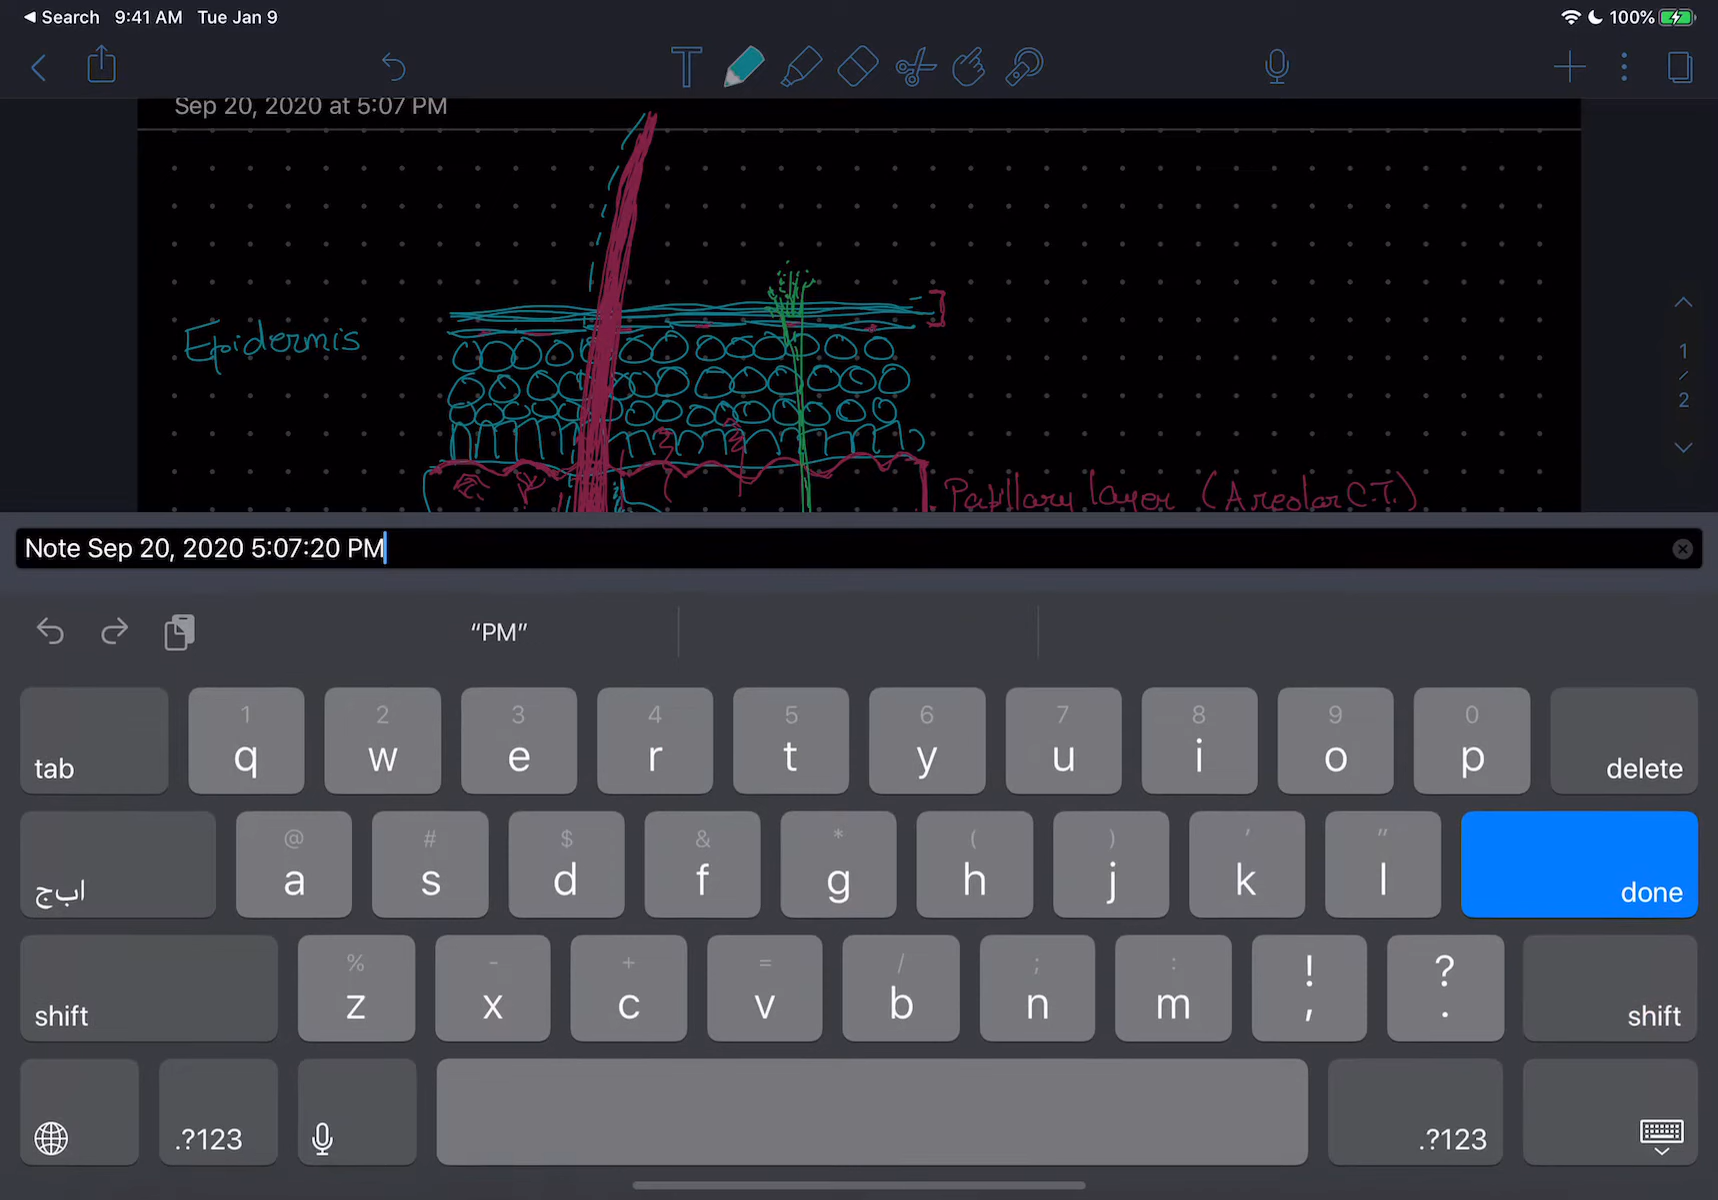 ◀ Search 9:41 AM Tue Jan 9 100%
T
Sep 20, 2020 at 5:07 PM
Epidermis
1
/
2
Papillary layer (Areolar C.T.)
Note Sep 20, 2020 5:07:20 PM
“PM”
tab 1 q 2 w 3 e 4 r 5 t 6 y 7 u 8 i 9 o 0 p delete
ا ب ج @ a # s $ d & f * g ( h ) j ' k " l done
shift % z - x + c = v / b ; n : m ! , ? . shift
.?123 .?123